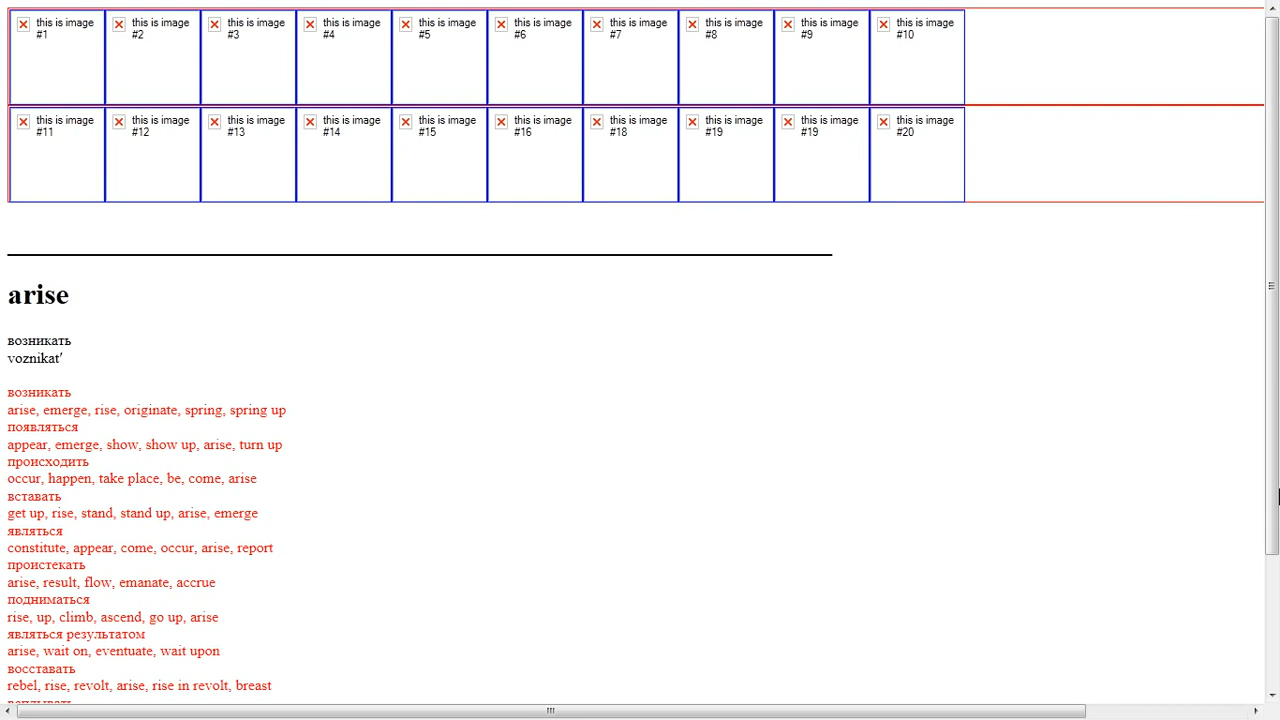 this is image #1
this is image #2
this is image #3
this is image #4
this is image #5
this is image #6
this is image #7
this is image #8
this is image #9
this is image #10
this is image #11
this is image #12
this is image #13
this is image #14
this is image #15
this is image #16
this is image #18
this is image #19
this is image #19
this is image #20
arise
возникать
voznikat′
возникать
arise, emerge, rise, originate, spring, spring up
появляться
appear, emerge, show, show up, arise, turn up
происходить
occur, happen, take place, be, come, arise
вставать
get up, rise, stand, stand up, arise, emerge
являться
constitute, appear, come, occur, arise, report
проистекать
arise, result, flow, emanate, accrue
подниматься
rise, up, climb, ascend, go up, arise
являться результатом
arise, wait on, eventuate, wait upon
восставать
rebel, rise, revolt, arise, rise in revolt, breast